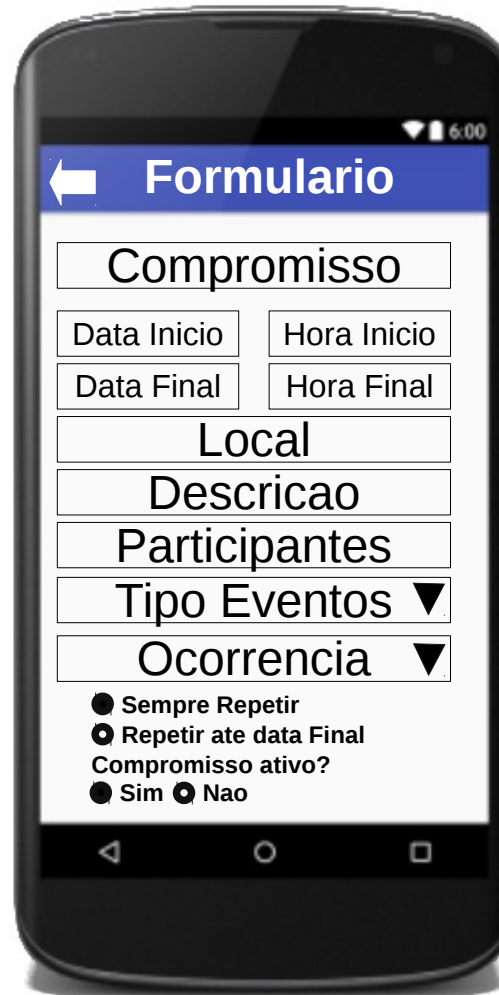 6:00
Formulario
Compromisso
Data Inicio Hora Inicio
Data Final Hora Final
Local
Descricao
Participantes
Tipo Eventos
Ocorrencia
Sempre Repetir
Repetir ate data Final
Compromisso ativo?
Sim Nao